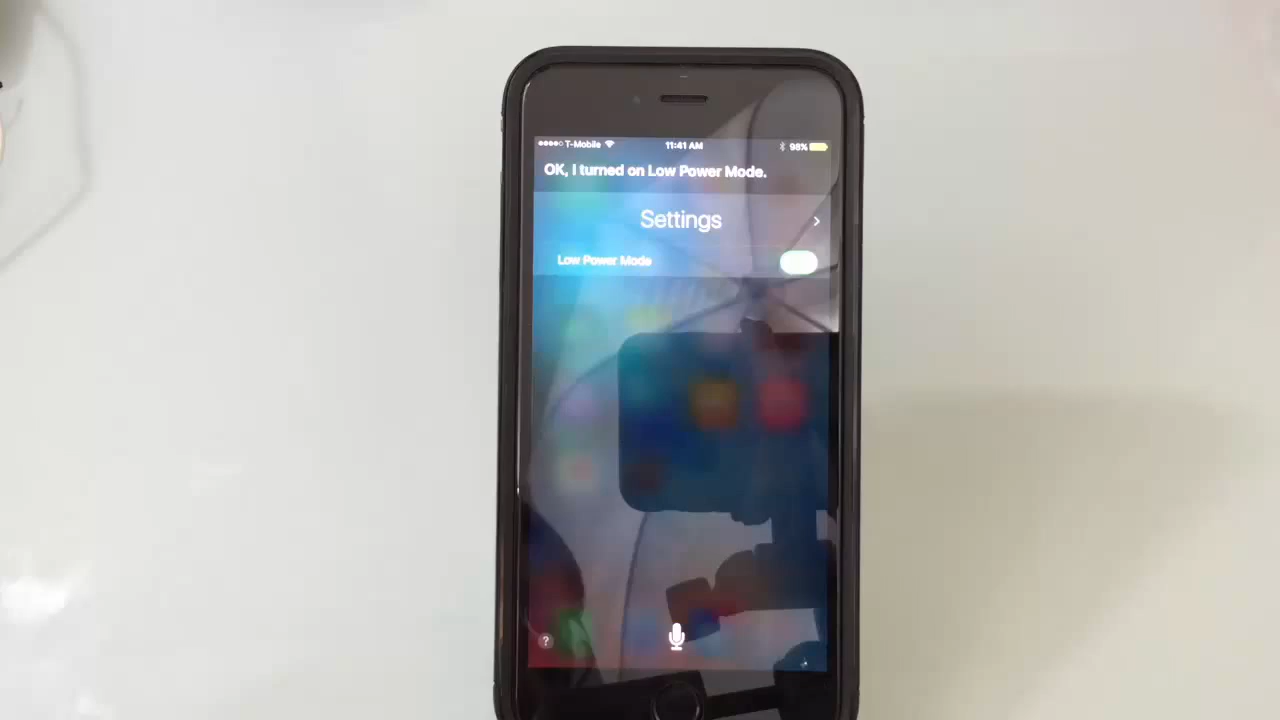 T-Mobile 11:41 AM 98%
OK, I turned on Low Power Mode.
Settings
Low Power Mode
?